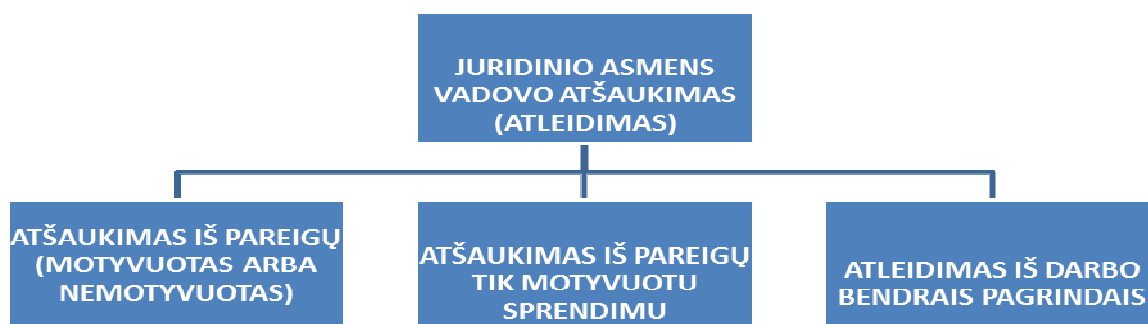 JURIDINIO ASMENS
VADOVO ATŠAUKIMAS
(ATLEIDIMAS)
ATŠAUKIMAS IŠ PAREIGŲ
(MOTYVUOTAS ARBA
NEMOTYVUOTAS)
ATŠAUKIMAS IŠ PAREIGŲ
TIK MOTYVUOTU
SPRENDIMU
ATLEIDIMAS IŠ DARBO
BENDRAIS PAGRINDAIS